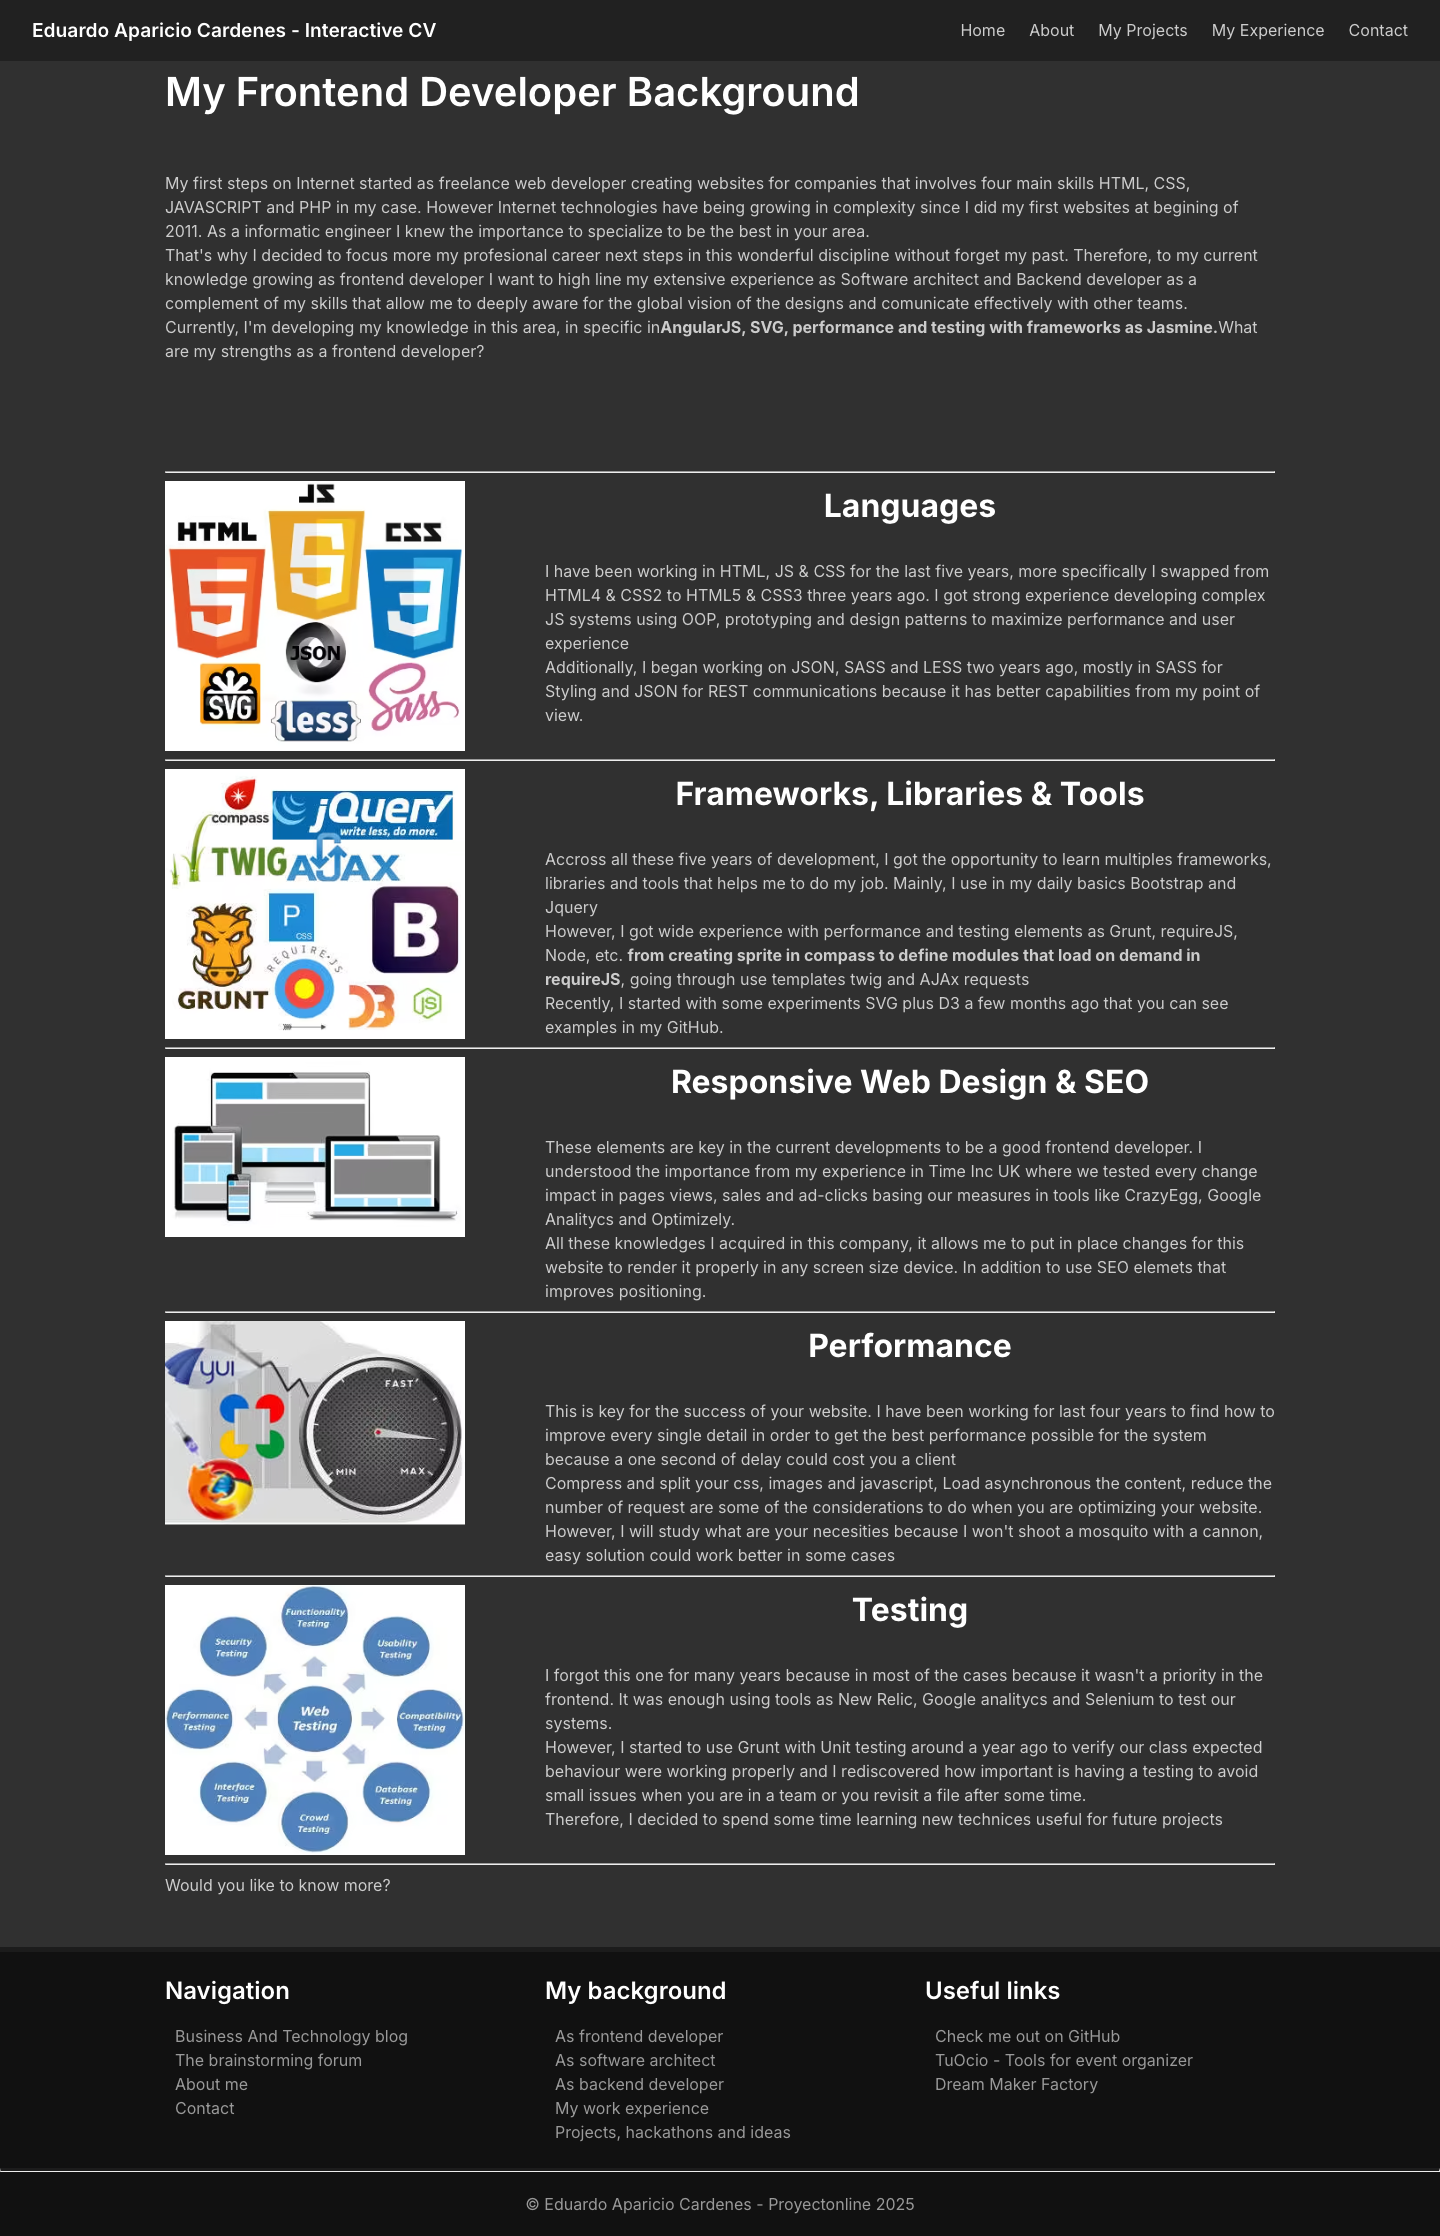 Eduardo Aparicio Cardenes - Interactive CV
Home About My Projects My Experience Contact
My Frontend Developer Background
My first steps on Internet started as freelance web developer creating websites for companies that involves four main skills HTML, CSS,
JAVASCRIPT and PHP in my case. However Internet technologies have being growing in complexity since I did my first websites at begining of
2011. As a informatic engineer I knew the importance to specialize to be the best in your area.
That's why I decided to focus more my profesional career next steps in this wonderful discipline without forget my past. Therefore, to my current
knowledge growing as frontend developer I want to high line my extensive experience as Software architect and Backend developer as a
complement of my skills that allow me to deeply aware for the global vision of the designs and comunicate effectively with other teams.
Currently, I'm developing my knowledge in this area, in specific inAngularJS, SVG, performance and testing with frameworks as Jasmine.What
are my strengths as a frontend developer?
JS
HTML
CSS
5
5
3
JSON
SVG
{less}
Sass
Languages
I have been working in HTML, JS & CSS for the last five years, more specifically I swapped from
HTML4 & CSS2 to HTML5 & CSS3 three years ago. I got strong experience developing complex
JS systems using OOP, prototyping and design patterns to maximize performance and user
experience
Additionally, I began working on JSON, SASS and LESS two years ago, mostly in SASS for
Styling and JSON for REST communications because it has better capabilities from my point of
view.
compass
jQuery
write less, do more.
TWIG
AJAX
P
css
B
REQUIRE·JS
GRUNT
D3
JS
Frameworks, Libraries & Tools
Accross all these five years of development, I got the opportunity to learn multiples frameworks,
libraries and tools that helps me to do my job. Mainly, I use in my daily basics Bootstrap and
Jquery
However, I got wide experience with performance and testing elements as Grunt, requireJS,
Node, etc. from creating sprite in compass to define modules that load on demand in
requireJS, going through use templates twig and AJAx requests
Recently, I started with some experiments SVG plus D3 a few months ago that you can see
examples in my GitHub.
Responsive Web Design & SEO
These elements are key in the current developments to be a good frontend developer. I
understood the importance from my experience in Time Inc UK where we tested every change
impact in pages views, sales and ad-clicks basing our measures in tools like CrazyEgg, Google
Analitycs and Optimizely.
All these knowledges I acquired in this company, it allows me to put in place changes for this
website to render it properly in any screen size device. In addition to use SEO elemets that
improves positioning.
yui
FAST
MIN
MAX
Performance
This is key for the success of your website. I have been working for last four years to find how to
improve every single detail in order to get the best performance possible for the system
because a one second of delay could cost you a client
Compress and split your css, images and javascript, Load asynchronous the content, reduce the
number of request are some of the considerations to do when you are optimizing your website.
However, I will study what are your necesities because I won't shoot a mosquito with a cannon,
easy solution could work better in some cases
Functionality
Testing
Security
Testing
Usability
Testing
Performance
Testing
Web
Testing
Compatibility
Testing
Interface
Testing
Database
Testing
Crowd
Testing
Testing
I forgot this one for many years because in most of the cases because it wasn't a priority in the
frontend. It was enough using tools as New Relic, Google analitycs and Selenium to test our
systems.
However, I started to use Grunt with Unit testing around a year ago to verify our class expected
behaviour were working properly and I rediscovered how important is having a testing to avoid
small issues when you are in a team or you revisit a file after some time.
Therefore, I decided to spend some time learning new technices useful for future projects
Would you like to know more?
Navigation
Business And Technology blog
The brainstorming forum
About me
Contact
My background
As frontend developer
As software architect
As backend developer
My work experience
Projects, hackathons and ideas
Useful links
Check me out on GitHub
TuOcio - Tools for event organizer
Dream Maker Factory
© Eduardo Aparicio Cardenes - Proyectonline 2025